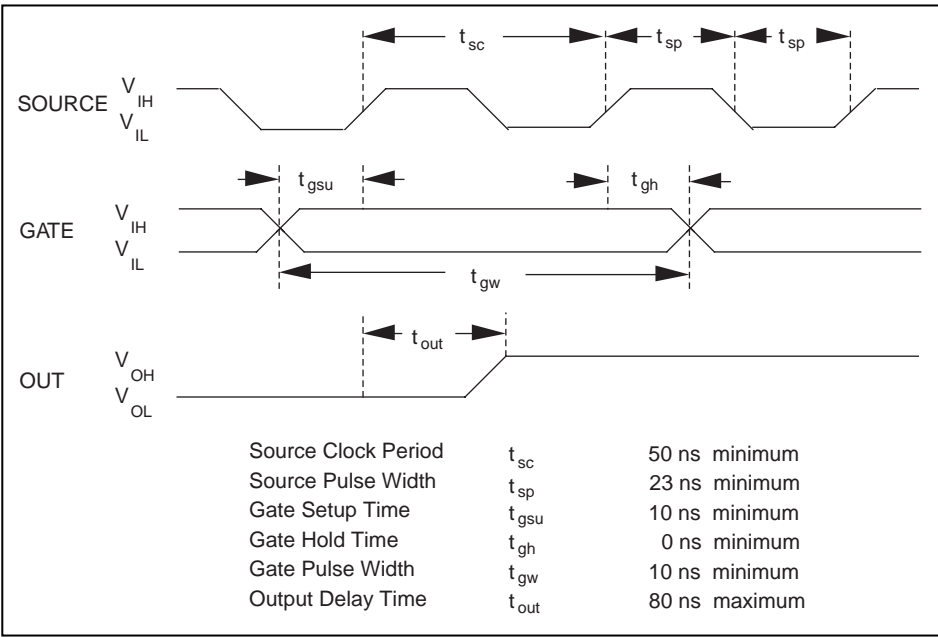 t sc t sp t sp
SOURCE V IH
V IL
t gsu t gh
GATE V IH
V IL
t gw
t out
OUT V OH
V OL
Source Clock Period t sc 50 ns minimum
Source Pulse Width t sp 23 ns minimum
Gate Setup Time t gsu 10 ns minimum
Gate Hold Time t gh 0 ns minimum
Gate Pulse Width t gw 10 ns minimum
Output Delay Time t out 80 ns maximum